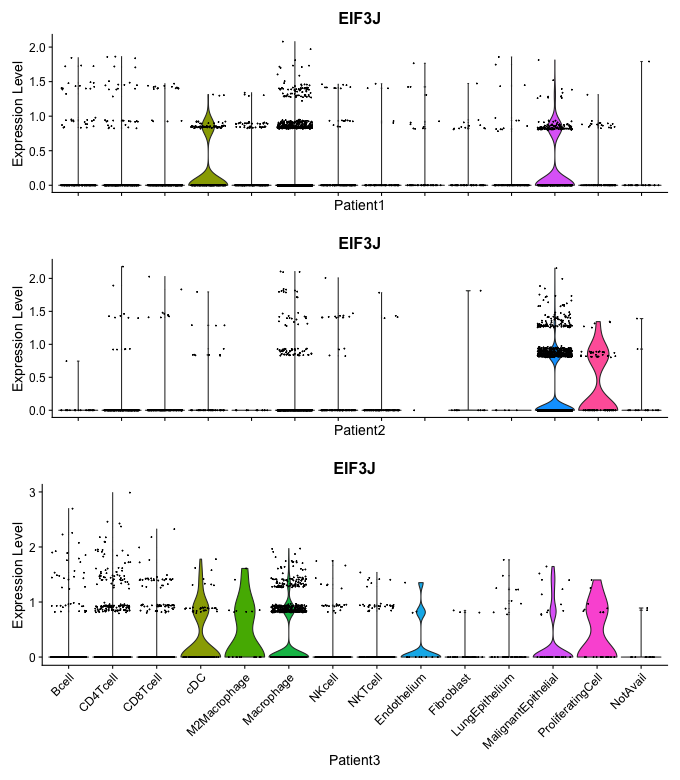 EIF3J
Expression Level
2.0
1.5
1.0
0.5
0.0
Patient1
EIF3J
Expression Level
2.0
1.5
1.0
0.5
0.0
Patient2
EIF3J
Expression Level
3
2
1
0
Bcell
CD4Tcell
CD8Tcell
cDC
M2Macrophage
Macrophage
NKcell
NKTcell
Endothelium
Fibroblast
LungEpithelium
MalignantEpithelial
ProliferatingCell
NotAvail
Patient3